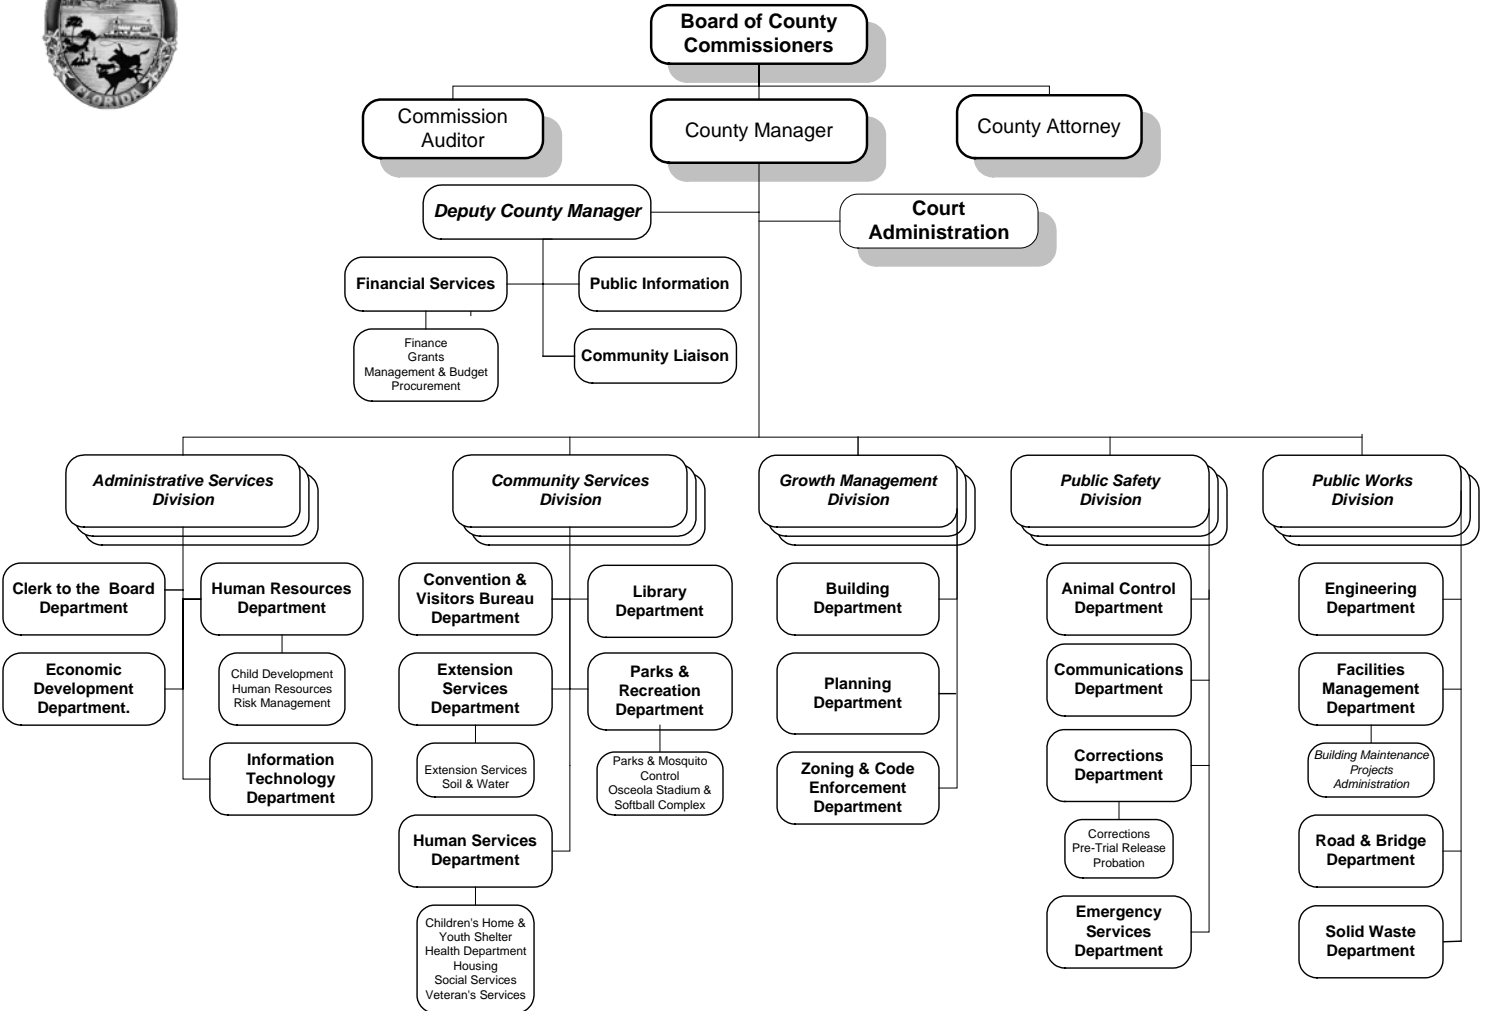 FLORIDA
Board of County
Commissioners
Commission
Auditor
County Manager
County Attorney
Deputy County Manager
Court
Administration
Financial Services
Public Information
Finance
Grants
Management & Budget
Procurement
Community Liaison
Administrative Services
Division
Community Services
Division
Growth Management
Division
Public Safety
Division
Public Works
Division
Clerk to the Board
Department
Human Resources
Department
Economic
Development
Department.
Child Development
Human Resources
Risk Management
Information
Technology
Department
Convention &
Visitors Bureau
Department
Library
Department
Extension
Services
Department
Parks &
Recreation
Department
Extension Services
Soil & Water
Parks & Mosquito
Control
Osceola Stadium &
Softball Complex
Human Services
Department
Children's Home &
Youth Shelter
Health Department
Housing
Social Services
Veteran's Services
Building
Department
Planning
Department
Zoning & Code
Enforcement
Department
Animal Control
Department
Communications
Department
Corrections
Department
Corrections
Pre-Trial Release
Probation
Emergency
Services
Department
Engineering
Department
Facilities
Management
Department
Building Maintenance
Projects
Administration
Road & Bridge
Department
Solid Waste
Department